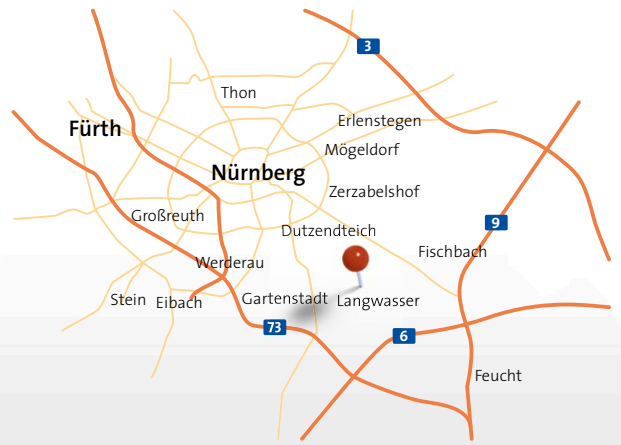 3
Thon
Erlenstegen
Fürth
Mögeldorf
Nürnberg
Zerzabelshof
Großreuth
9
Dutzendteich
Fischbach
Werderau
Stein
Eibach
Gartenstadt
Langwasser
73
6
Feucht